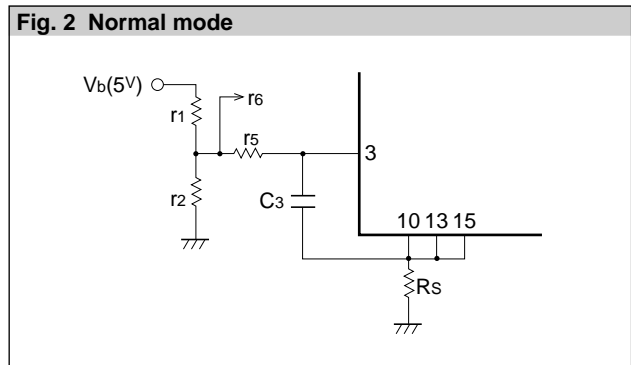 Fig. 2 Normal mode
Vb(5V)
r1
r6
r5
3
r2
C3
10 13 15
Rs